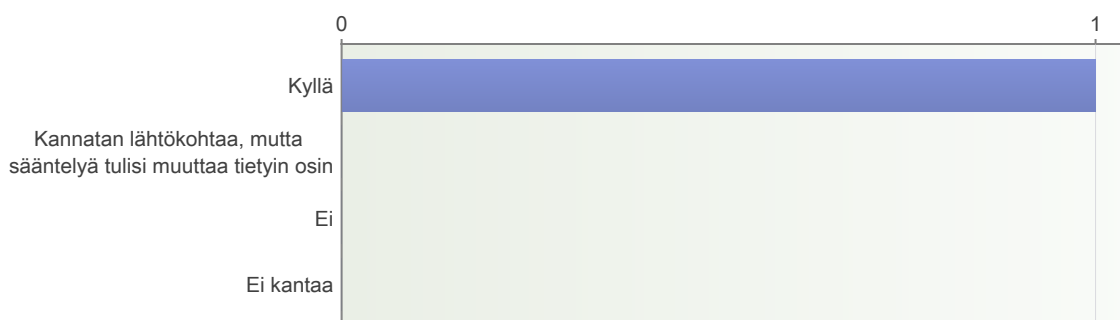 0 1
Kyllä
Kannatan lähtökohtaa, mutta
sääntelyä tulisi muuttaa tietyin osin
Ei
Ei kantaa